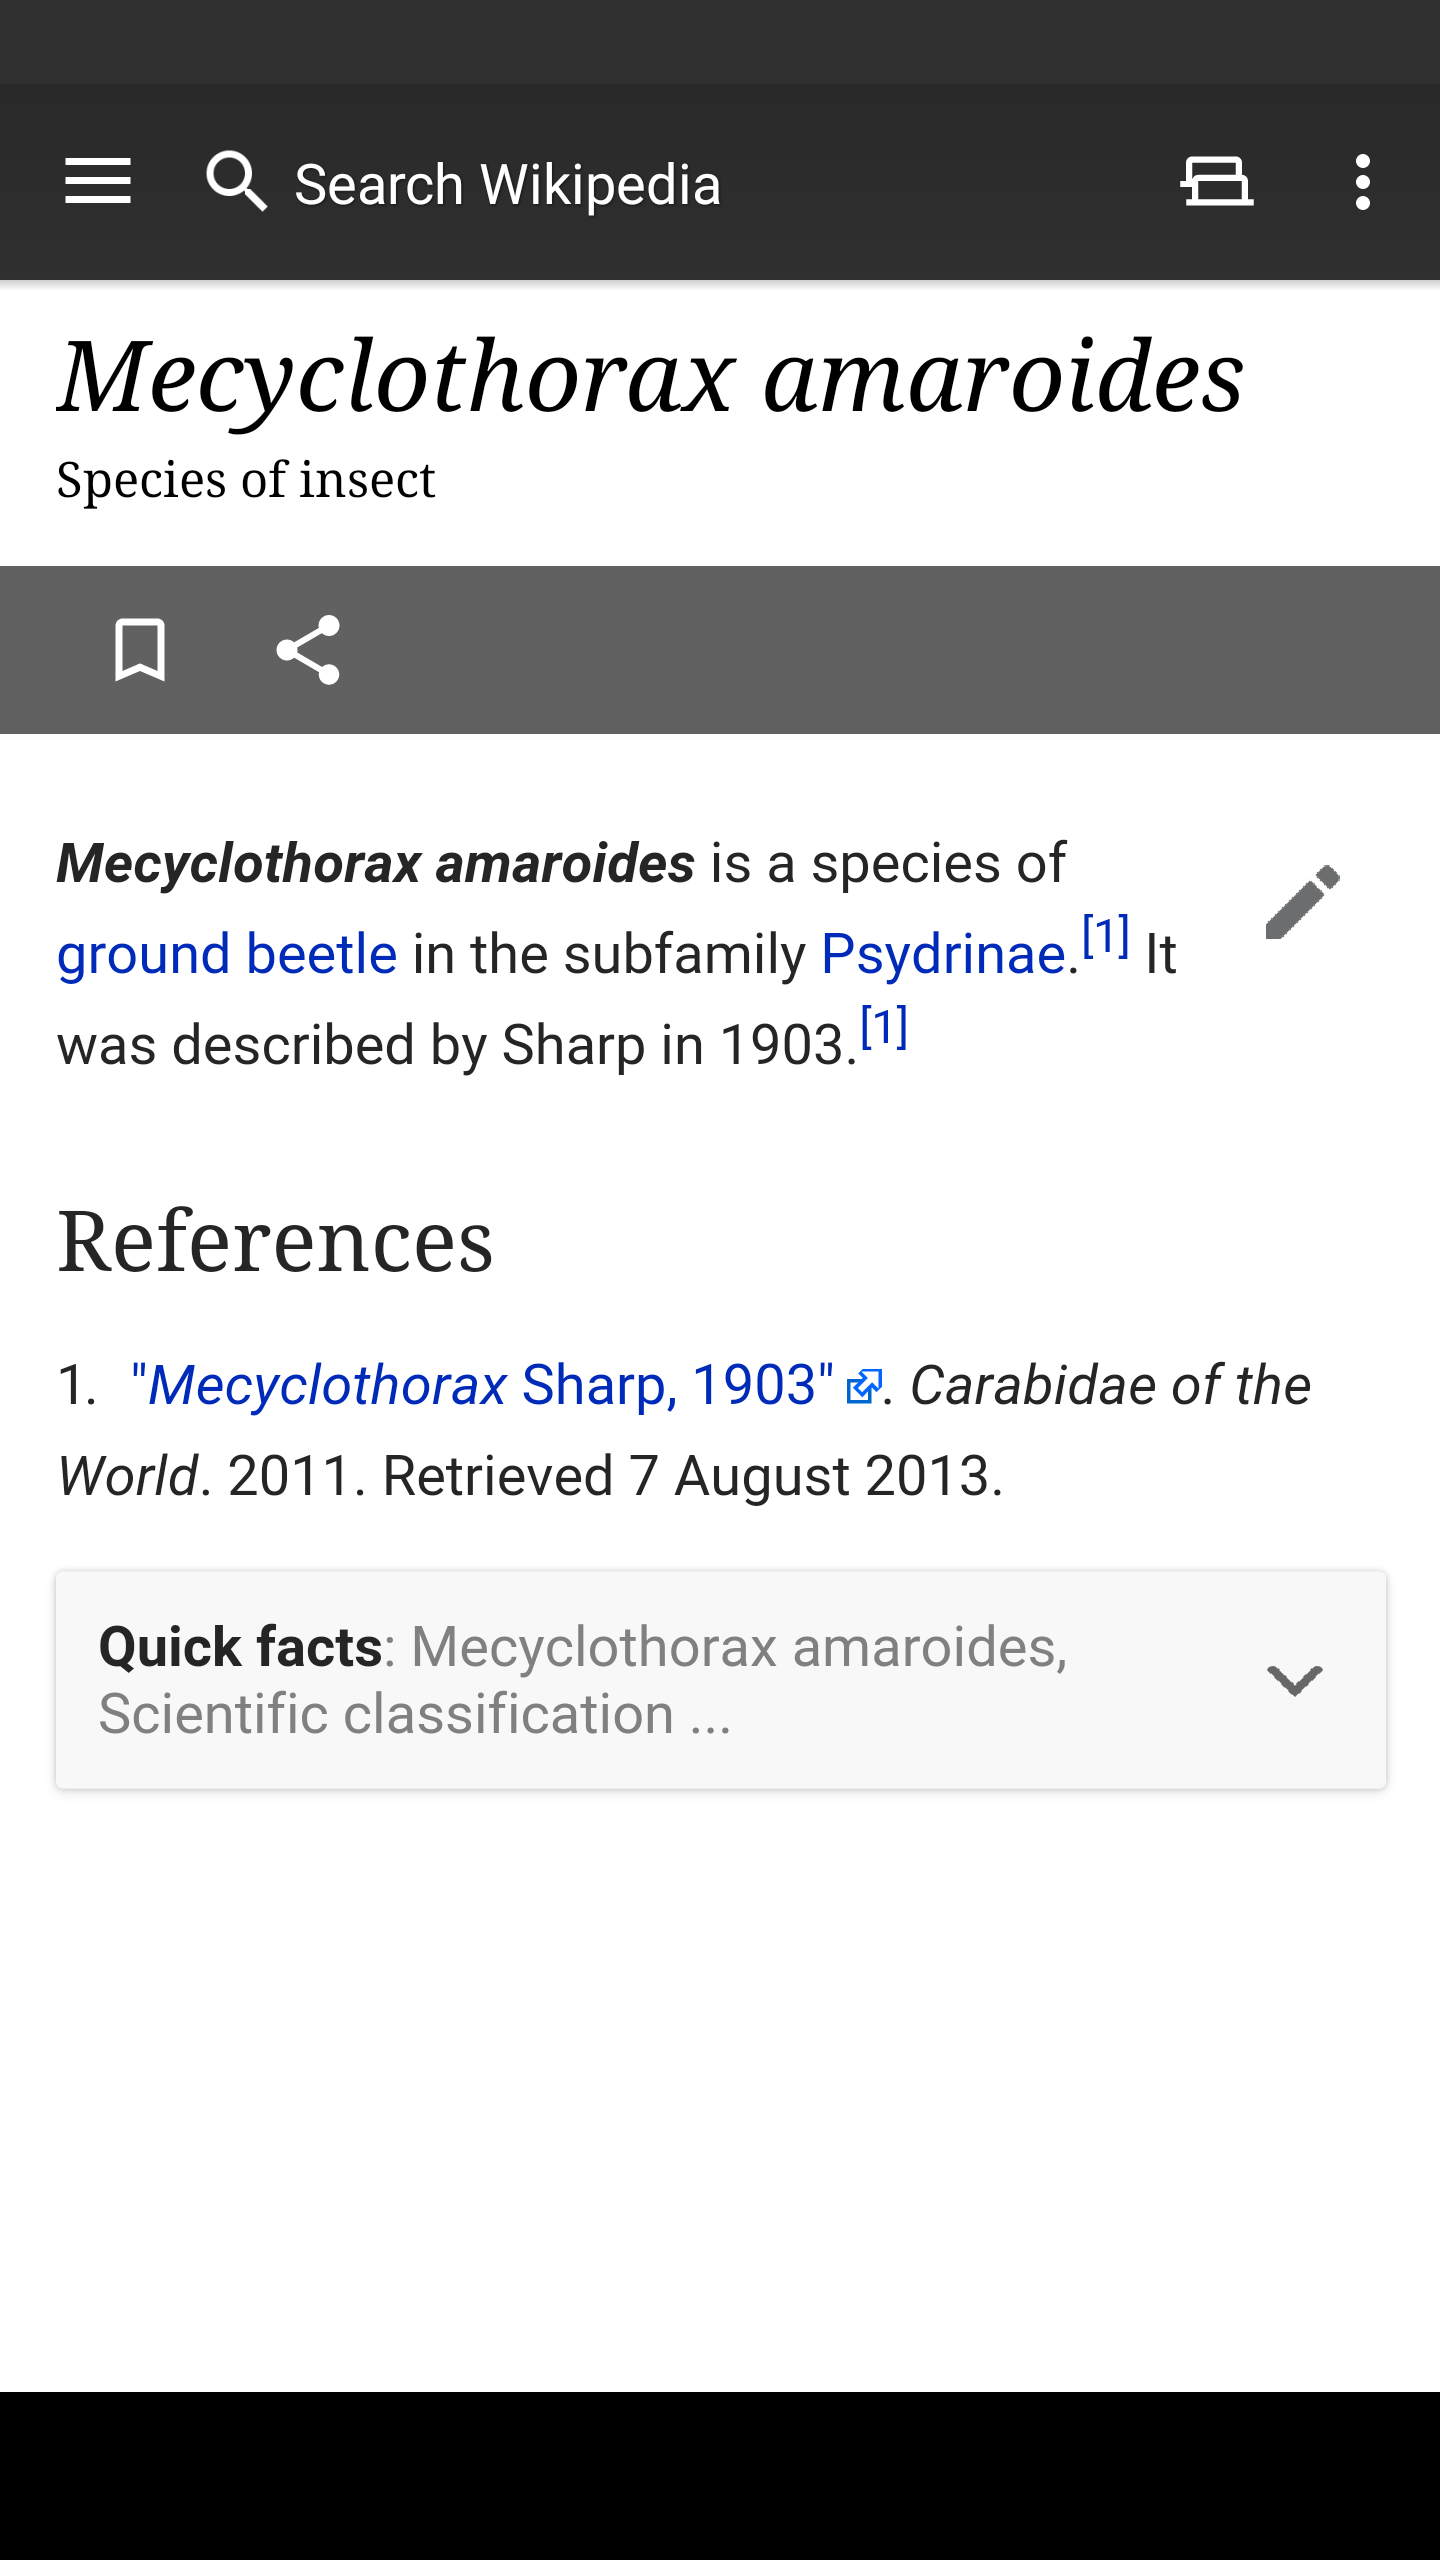 Search Wikipedia
Mecyclothorax amaroides
Species of insect
Mecyclothorax amaroides is a species of
ground beetle in the subfamily Psydrinae.[1] It
was described by Sharp in 1903.[1]
References
1. "Mecyclothorax Sharp, 1903" . Carabidae of the
World. 2011. Retrieved 7 August 2013.
Quick facts: Mecyclothorax amaroides,
Scientific classification ...